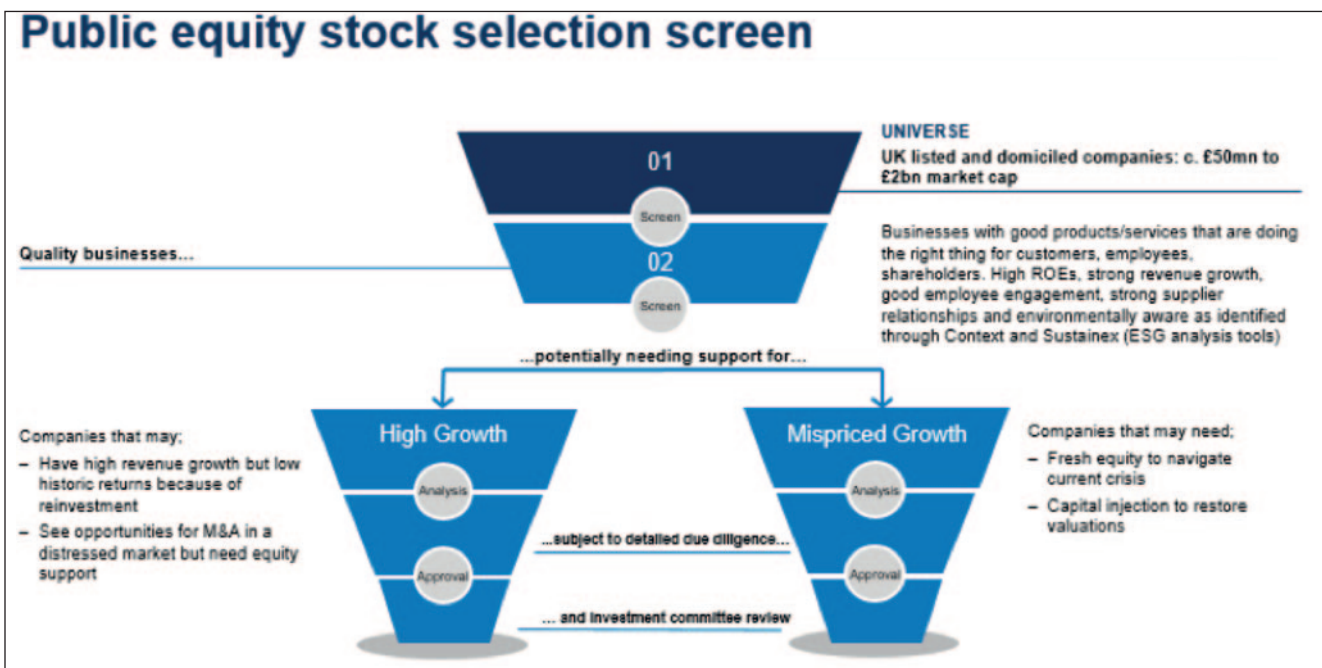 Public equity stock selection screen
01
Screen
02
Screen
UNIVERSE
UK listed and domiciled companies: c. £50mn to
£2bn market cap
Quality businesses...
Businesses with good products/services that are doing
the right thing for customers, employees,
shareholders. High ROEs, strong revenue growth,
good employee engagement, strong supplier
relationships and environmentally aware as identified
through Context and Sustainex (ESG analysis tools)
...potentially needing support for...
Companies that may;
– Have high revenue growth but low
historic returns because of
reinvestment
– See opportunities for M&A in a
distressed market but need equity
support
High Growth
Analysis
Approval
Mispriced Growth
Analysis
Approval
...subject to detailed due diligence...
... and investment committee review
Companies that may need;
– Fresh equity to navigate
current crisis
– Capital injection to restore
valuations